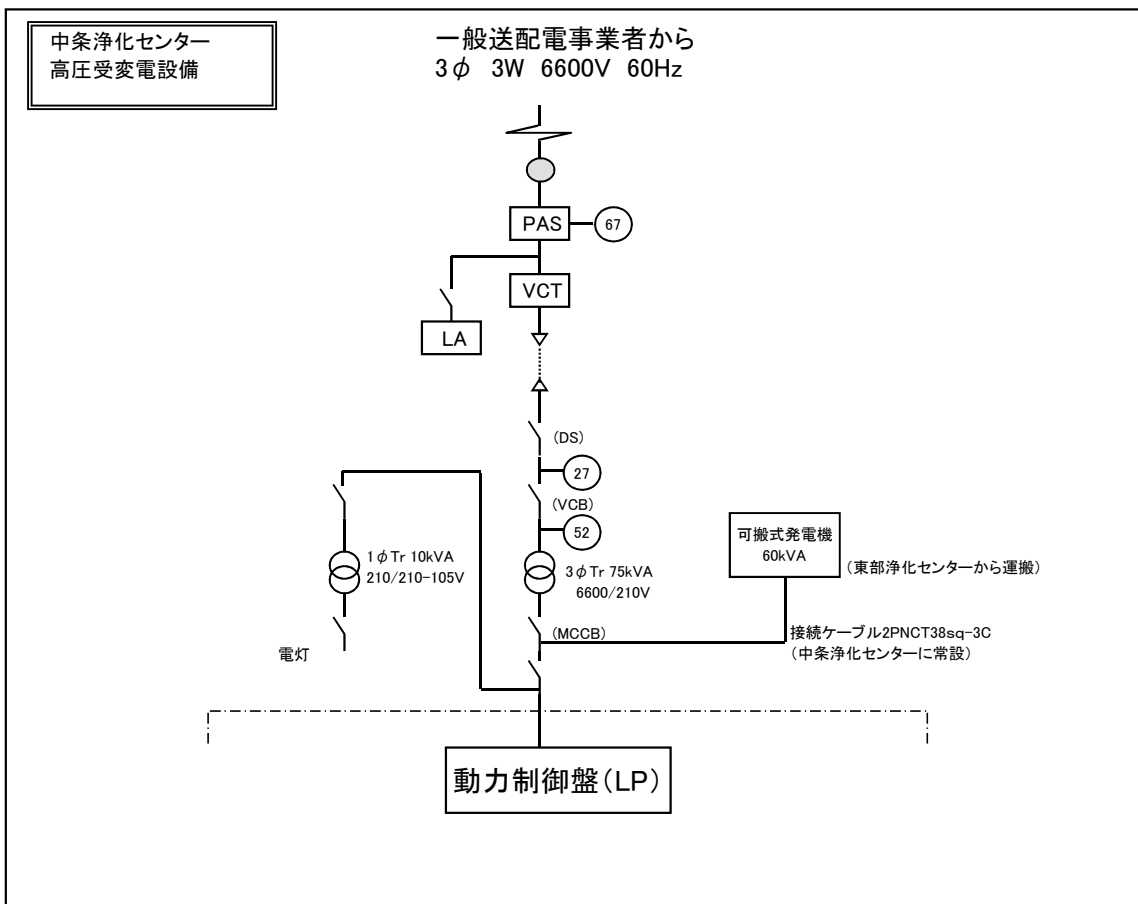 中条浄化センター
高圧受変電設備
一般送配電事業者から
3φ 3W 6600V 60Hz
PAS
67
VCT
LA
(DS)
27
(VCB)
52
1φTr 10kVA
210/210-105V
3φTr 75kVA
6600/210V
可搬式発電機
60kVA
(東部浄化センターから運搬)
(MCCB)
接続ケーブル2PNCT38sq-3C
(中条浄化センターに常設)
電灯
動力制御盤(LP)